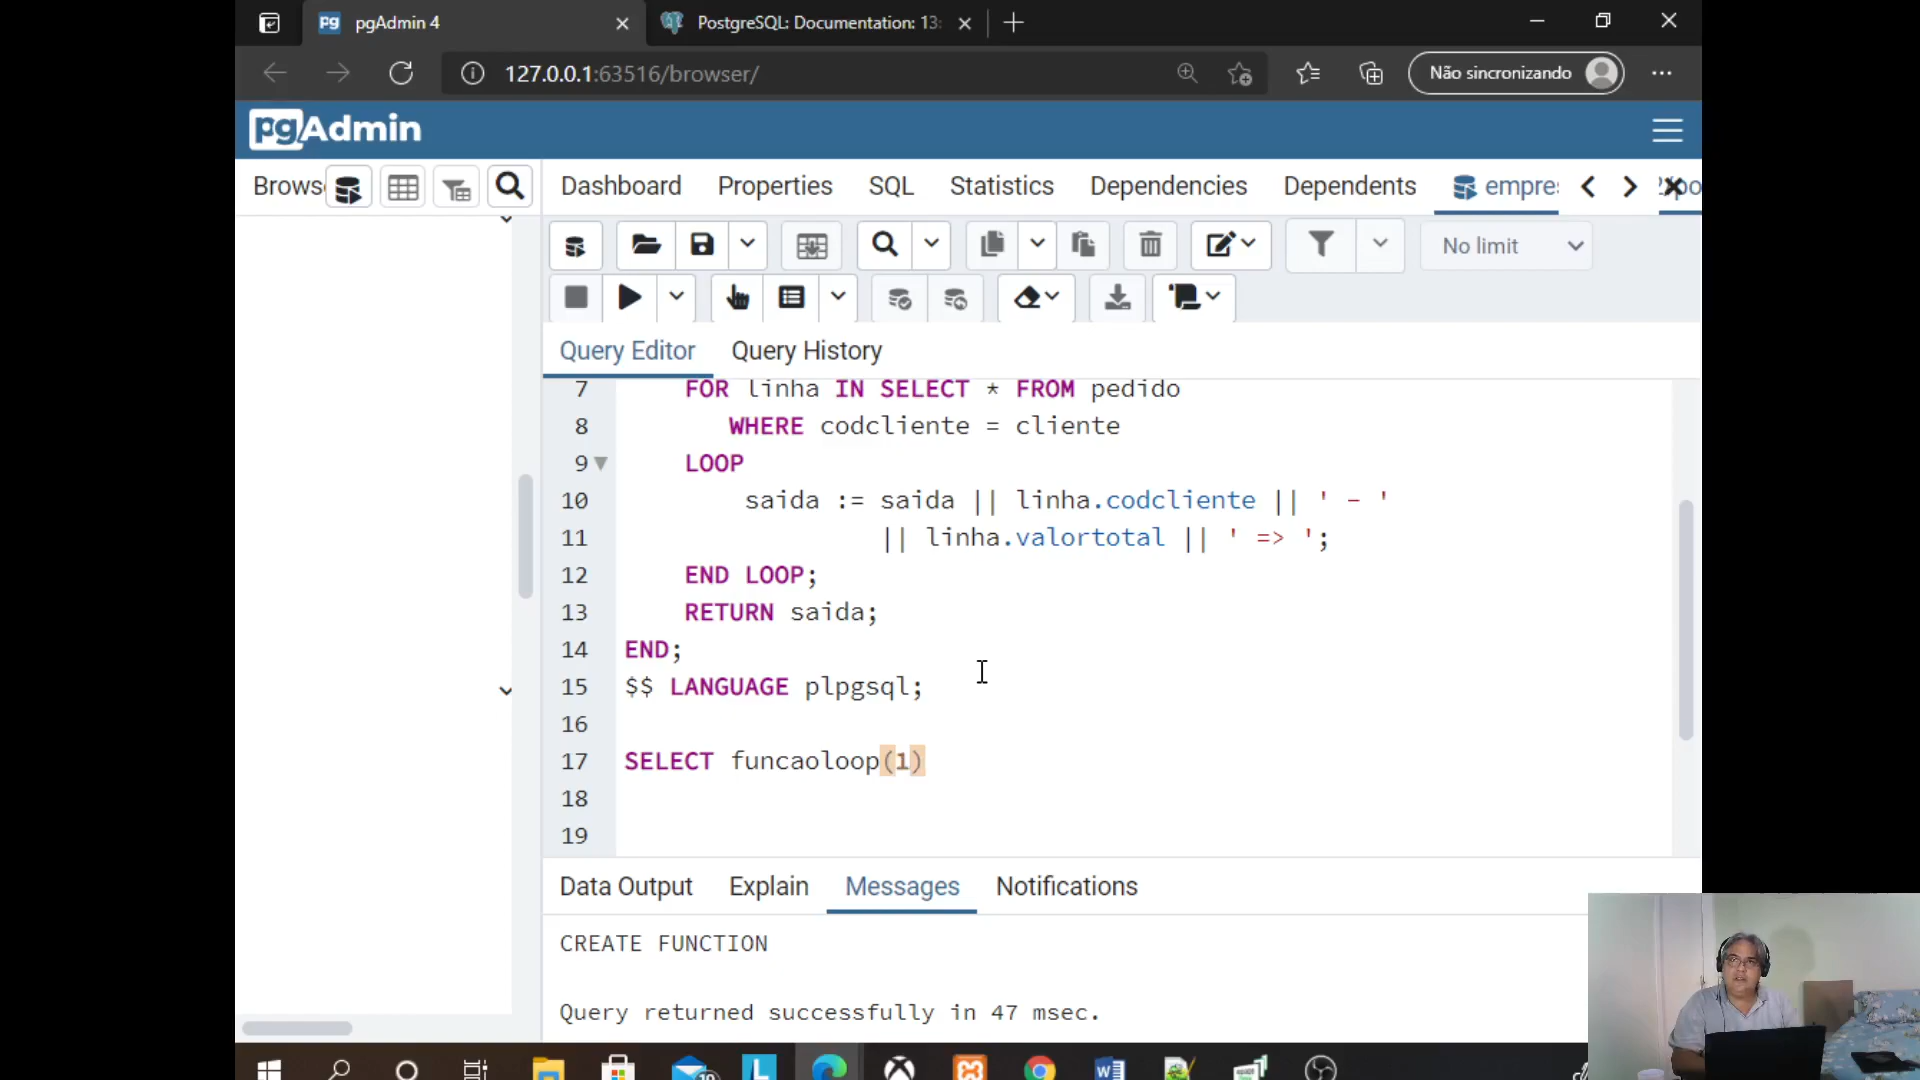 pgAdmin 4
PostgreSQL: Documentation: 13:
127.0.0.1:63516/browser/
Não sincronizando
pgAdmin
Browse
Dashboard
Properties
SQL
Statistics
Dependencies
Dependents
empre
No limit
Query Editor
Query History
7 FOR linha IN SELECT * FROM pedido
8 WHERE codcliente = cliente
9 LOOP
10 saida := saida || linha.codcliente || ' - '
11 || linha.valortotal || ' => ';
12 END LOOP;
13 RETURN saida;
14 END;
15 $$ LANGUAGE plpgsql;
16
17 SELECT funcaoloop(1)
18
19
Data Output
Explain
Messages
Notifications
CREATE FUNCTION
Query returned successfully in 47 msec.